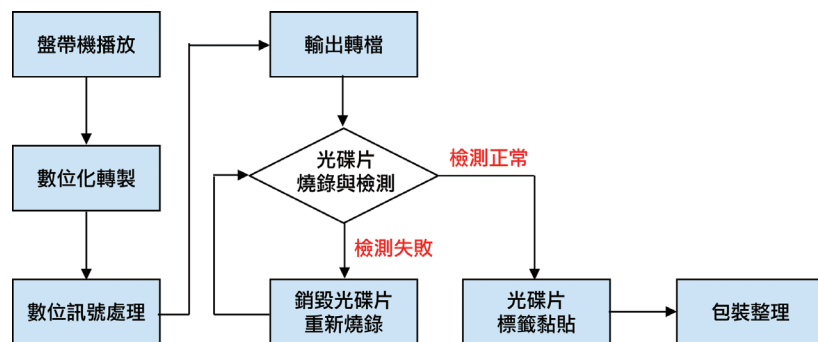 盤帶機播放
數位化轉製
數位訊號處理
輸出轉檔
光碟片
燒錄與檢測
檢測正常
檢測失敗
銷毀光碟片
重新燒錄
光碟片
標籤黏貼
包裝整理